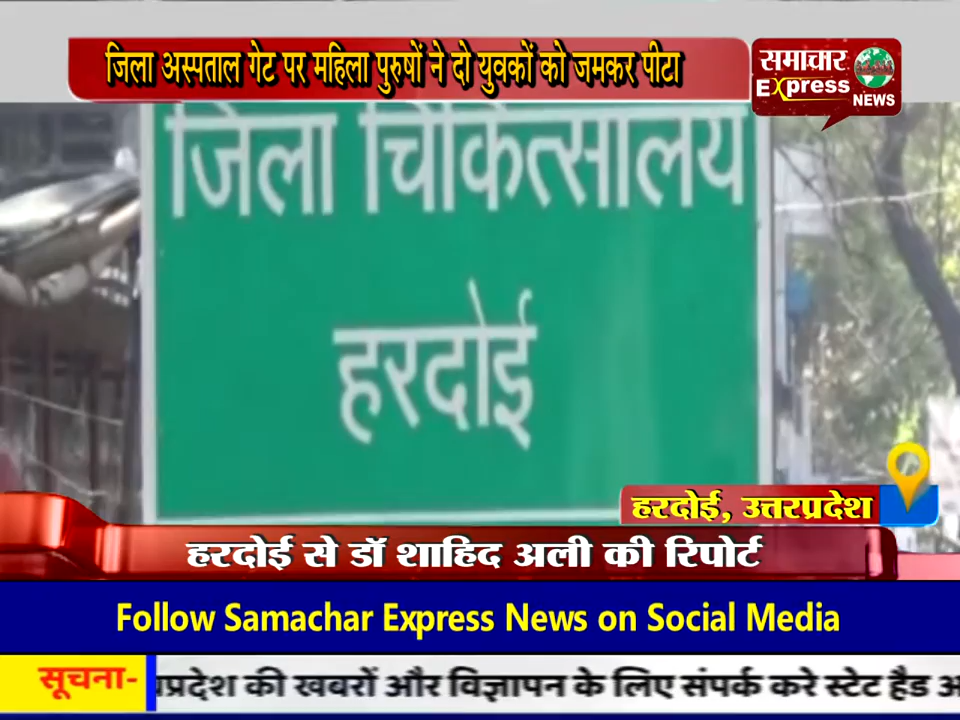 जिला अस्पताल गेट पर महिला पुरुषों ने दो युवकों को जमकर पीटा
समाचार
Express
NEWS
जिला चिकित्सालय
हरदोई
हरदोई, उत्तरप्रदेश
हरदोई से डॉ शाहिद अली की रिपोर्ट
Follow Samachar Express News on Social Media
सूचना-
प्रदेश की खबरों और विज्ञापन के लिए संपर्क करे स्टेट हैड